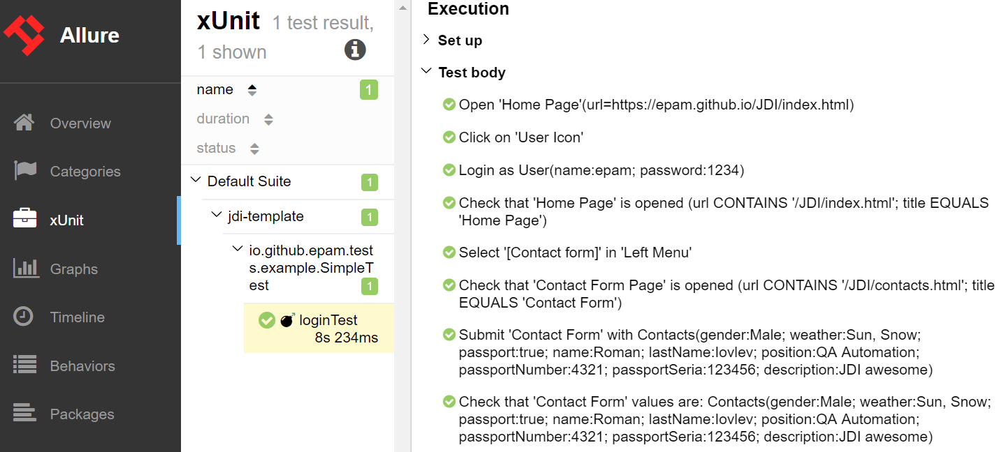 Allure
Overview
Categories
xUnit
Graphs
Timeline
Behaviors
Packages
xUnit 1 test result,
1 shown
name 1
duration
status
Default Suite 1
jdi-template 1
io.github.epam.test
s.example.SimpleT
est 1
loginTest
8s 234ms
Execution
Set up
Test body
Open 'Home Page'(url=https://epam.github.io/JDI/index.html)
Click on 'User Icon'
Login as User(name:epam; password:1234)
Check that 'Home Page' is opened (url CONTAINS '/JDI/index.html'; title EQUALS
'Home Page')
Select '[Contact form]' in 'Left Menu'
Check that 'Contact Form Page' is opened (url CONTAINS '/JDI/contacts.html'; title
EQUALS 'Contact Form')
Submit 'Contact Form' with Contacts(gender:Male; weather:Sun, Snow;
passport:true; name:Roman; lastName:Iovlev; position:QA Automation;
passportNumber:4321; passportSeria:123456; description:JDI awesome)
Check that 'Contact Form' values are: Contacts(gender:Male; weather:Sun, Snow;
passport:true; name:Roman; lastName:Iovlev; position:QA Automation;
passportNumber:4321; passportSeria:123456; description:JDI awesome)